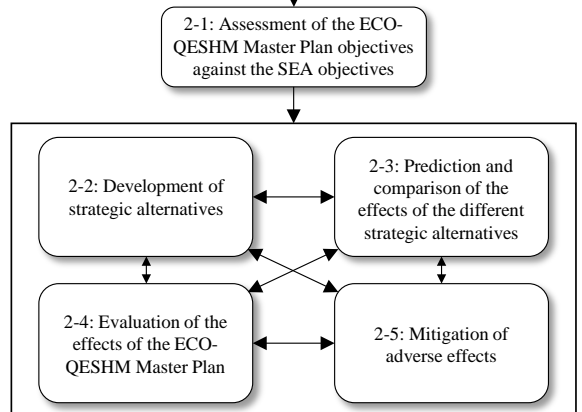 2-1: Assessment of the ECO-
QESHM Master Plan objectives
against the SEA objectives
2-2: Development of
strategic alternatives
2-3: Prediction and
comparison of the
effects of the different
strategic alternatives
2-4: Evaluation of the
effects of the ECO-
QESHM Master Plan
2-5: Mitigation of
adverse effects